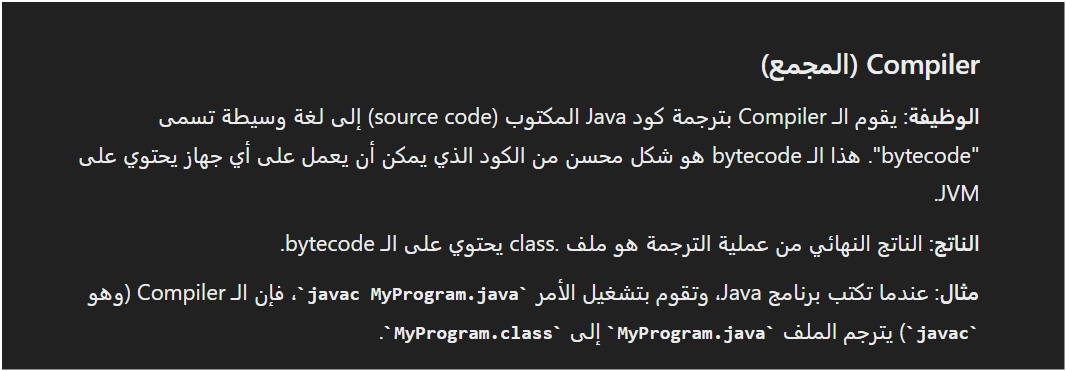 Compiler (المجمع)
الوظيفة: يقوم الـ Compiler بترجمة كود Java المكتوب (source code) إلى لغة وسيطة تسمى
"bytecode". هذا الـ bytecode هو شكل محسن من الكود الذي يمكن أن يعمل على أي جهاز يحتوي على
JVM.
الناتج: الناتج النهائي من عملية الترجمة هو ملف .class يحتوي على الـ bytecode.
مثال: عندما تكتب برنامج Java، وتقوم بتشغيل الأمر `javac MyProgram.java`، فإن الـ Compiler (وهو
`javac`) يترجم الملف `MyProgram.java` إلى `MyProgram.class`.